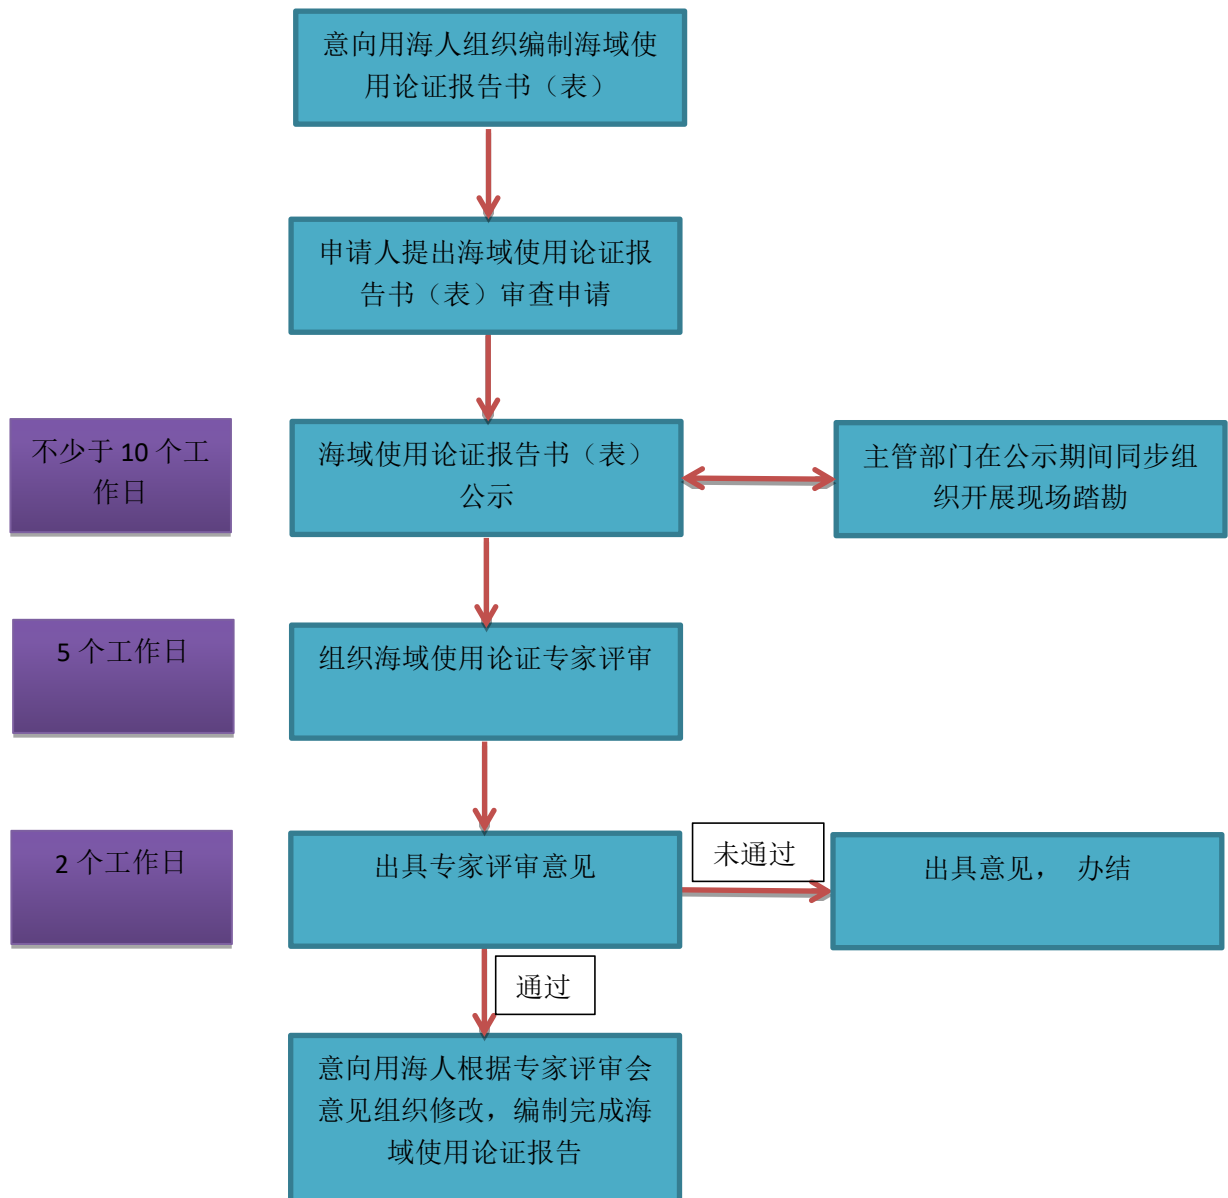 意向用海人组织编制海域使
用论证报告书（表）
申请人提出海域使用论证报
告书（表）审查申请
不少于 10 个工
作日
海域使用论证报告书（表）
公示
主管部门在公示期间同步组
织开展现场踏勘
5 个工作日
组织海域使用论证专家评审
2 个工作日
出具专家评审意见
未通过
出具意见， 办结
通过
意向用海人根据专家评审会
意见组织修改，编制完成海
域使用论证报告